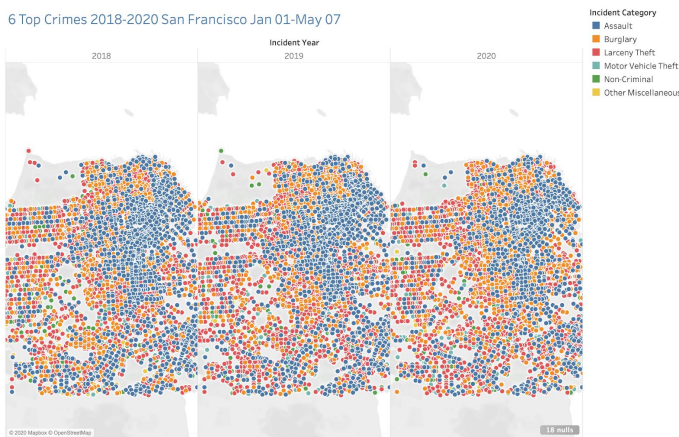 6 Top Crimes 2018-2020 San Francisco Jan 01-May 07
Incident Year
2018 2019 2020
Incident Category
Assault
Burglary
Larceny Theft
Motor Vehicle Theft
Non-Criminal
Other Miscellaneous
© 2020 Mapbox © OpenStreetMap
18 nulls